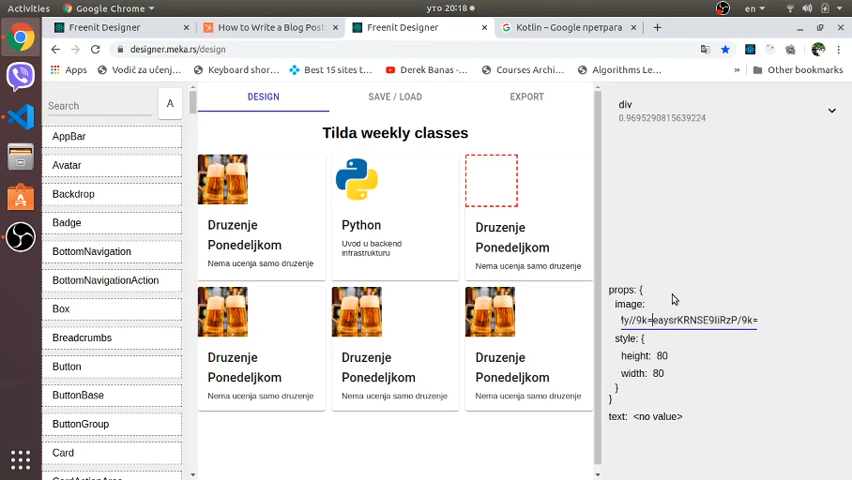 Activities
Google Chrome
уто 20:18
en
Freenit Designer
How to Write a Blog Post
Freenit Designer
Kotlin – Google претрага
designer.meka.rs/design
Apps
Vodič za učenj...
Keyboard shor...
Best 15 sites t...
Derek Banas –...
Courses Archi...
Algorithms Le...
»
Other bookmarks
Search
A
AppBar
Avatar
Backdrop
Badge
BottomNavigation
BottomNavigationAction
Box
Breadcrumbs
Button
ButtonBase
ButtonGroup
Card
CardActionArea
DESIGN
SAVE / LOAD
EXPORT
Tilda weekly classes
Druzenje
Ponedeljkom
Nema ucenja samo druzenje
Python
Uvod u backend
infrastrukturu
Druzenje
Ponedeljkom
Nema ucenja samo druzenje
Druzenje
Ponedeljkom
Nema ucenja samo druzenje
Druzenje
Ponedeljkom
Nema ucenja samo druzenje
Druzenje
Ponedeljkom
Nema ucenja samo druzenje
div
0.9695290815639224
props: {
image:
fy//9k=eaysrKRNSE9IiRzP/9k=
style: {
height: 80
width: 80
}
}
text: <no value>